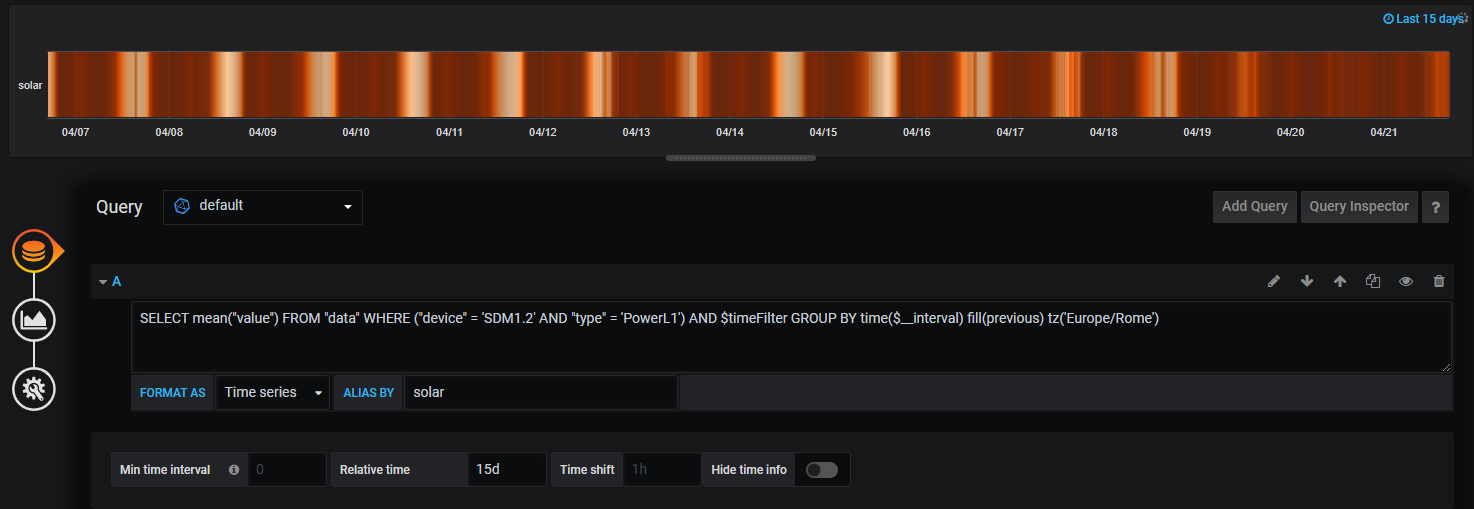 Last 15 days
solar
04/07 04/08 04/09 04/10 04/11 04/12 04/13 04/14 04/15 04/16 04/17 04/18 04/19 04/20 04/21
Query default Add Query Query Inspector ?
A
SELECT mean("value") FROM "data" WHERE ("device" = 'SDM1.2' AND "type" = 'PowerL1') AND $timeFilter GROUP BY time($__interval) fill(previous) tz('Europe/Rome')
FORMAT AS Time series ALIAS BY solar
Min time interval 0 Relative time 15d Time shift 1h Hide time info